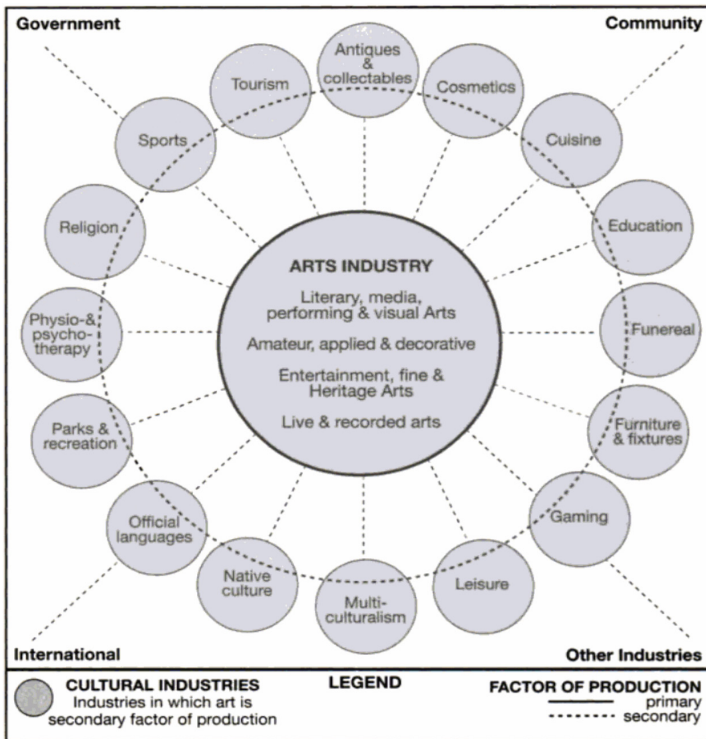 Government
Community
Antiques
&
collectables
Tourism
Cosmetics
Sports
Cuisine
Religion
Education
ARTS INDUSTRY
Literary, media,
performing & visual Arts
Amateur, applied & decorative
Entertainment, fine &
Heritage Arts
Live & recorded arts
Physio-&
psycho-
therapy
Funereal
Parks &
recreation
Furniture
& fixtures
Official
languages
Gaming
Native
culture
Multi-
culturalism
Leisure
International
Other Industries
CULTURAL INDUSTRIES
Industries in which art is
secondary factor of production
LEGEND
FACTOR OF PRODUCTION
primary
secondary